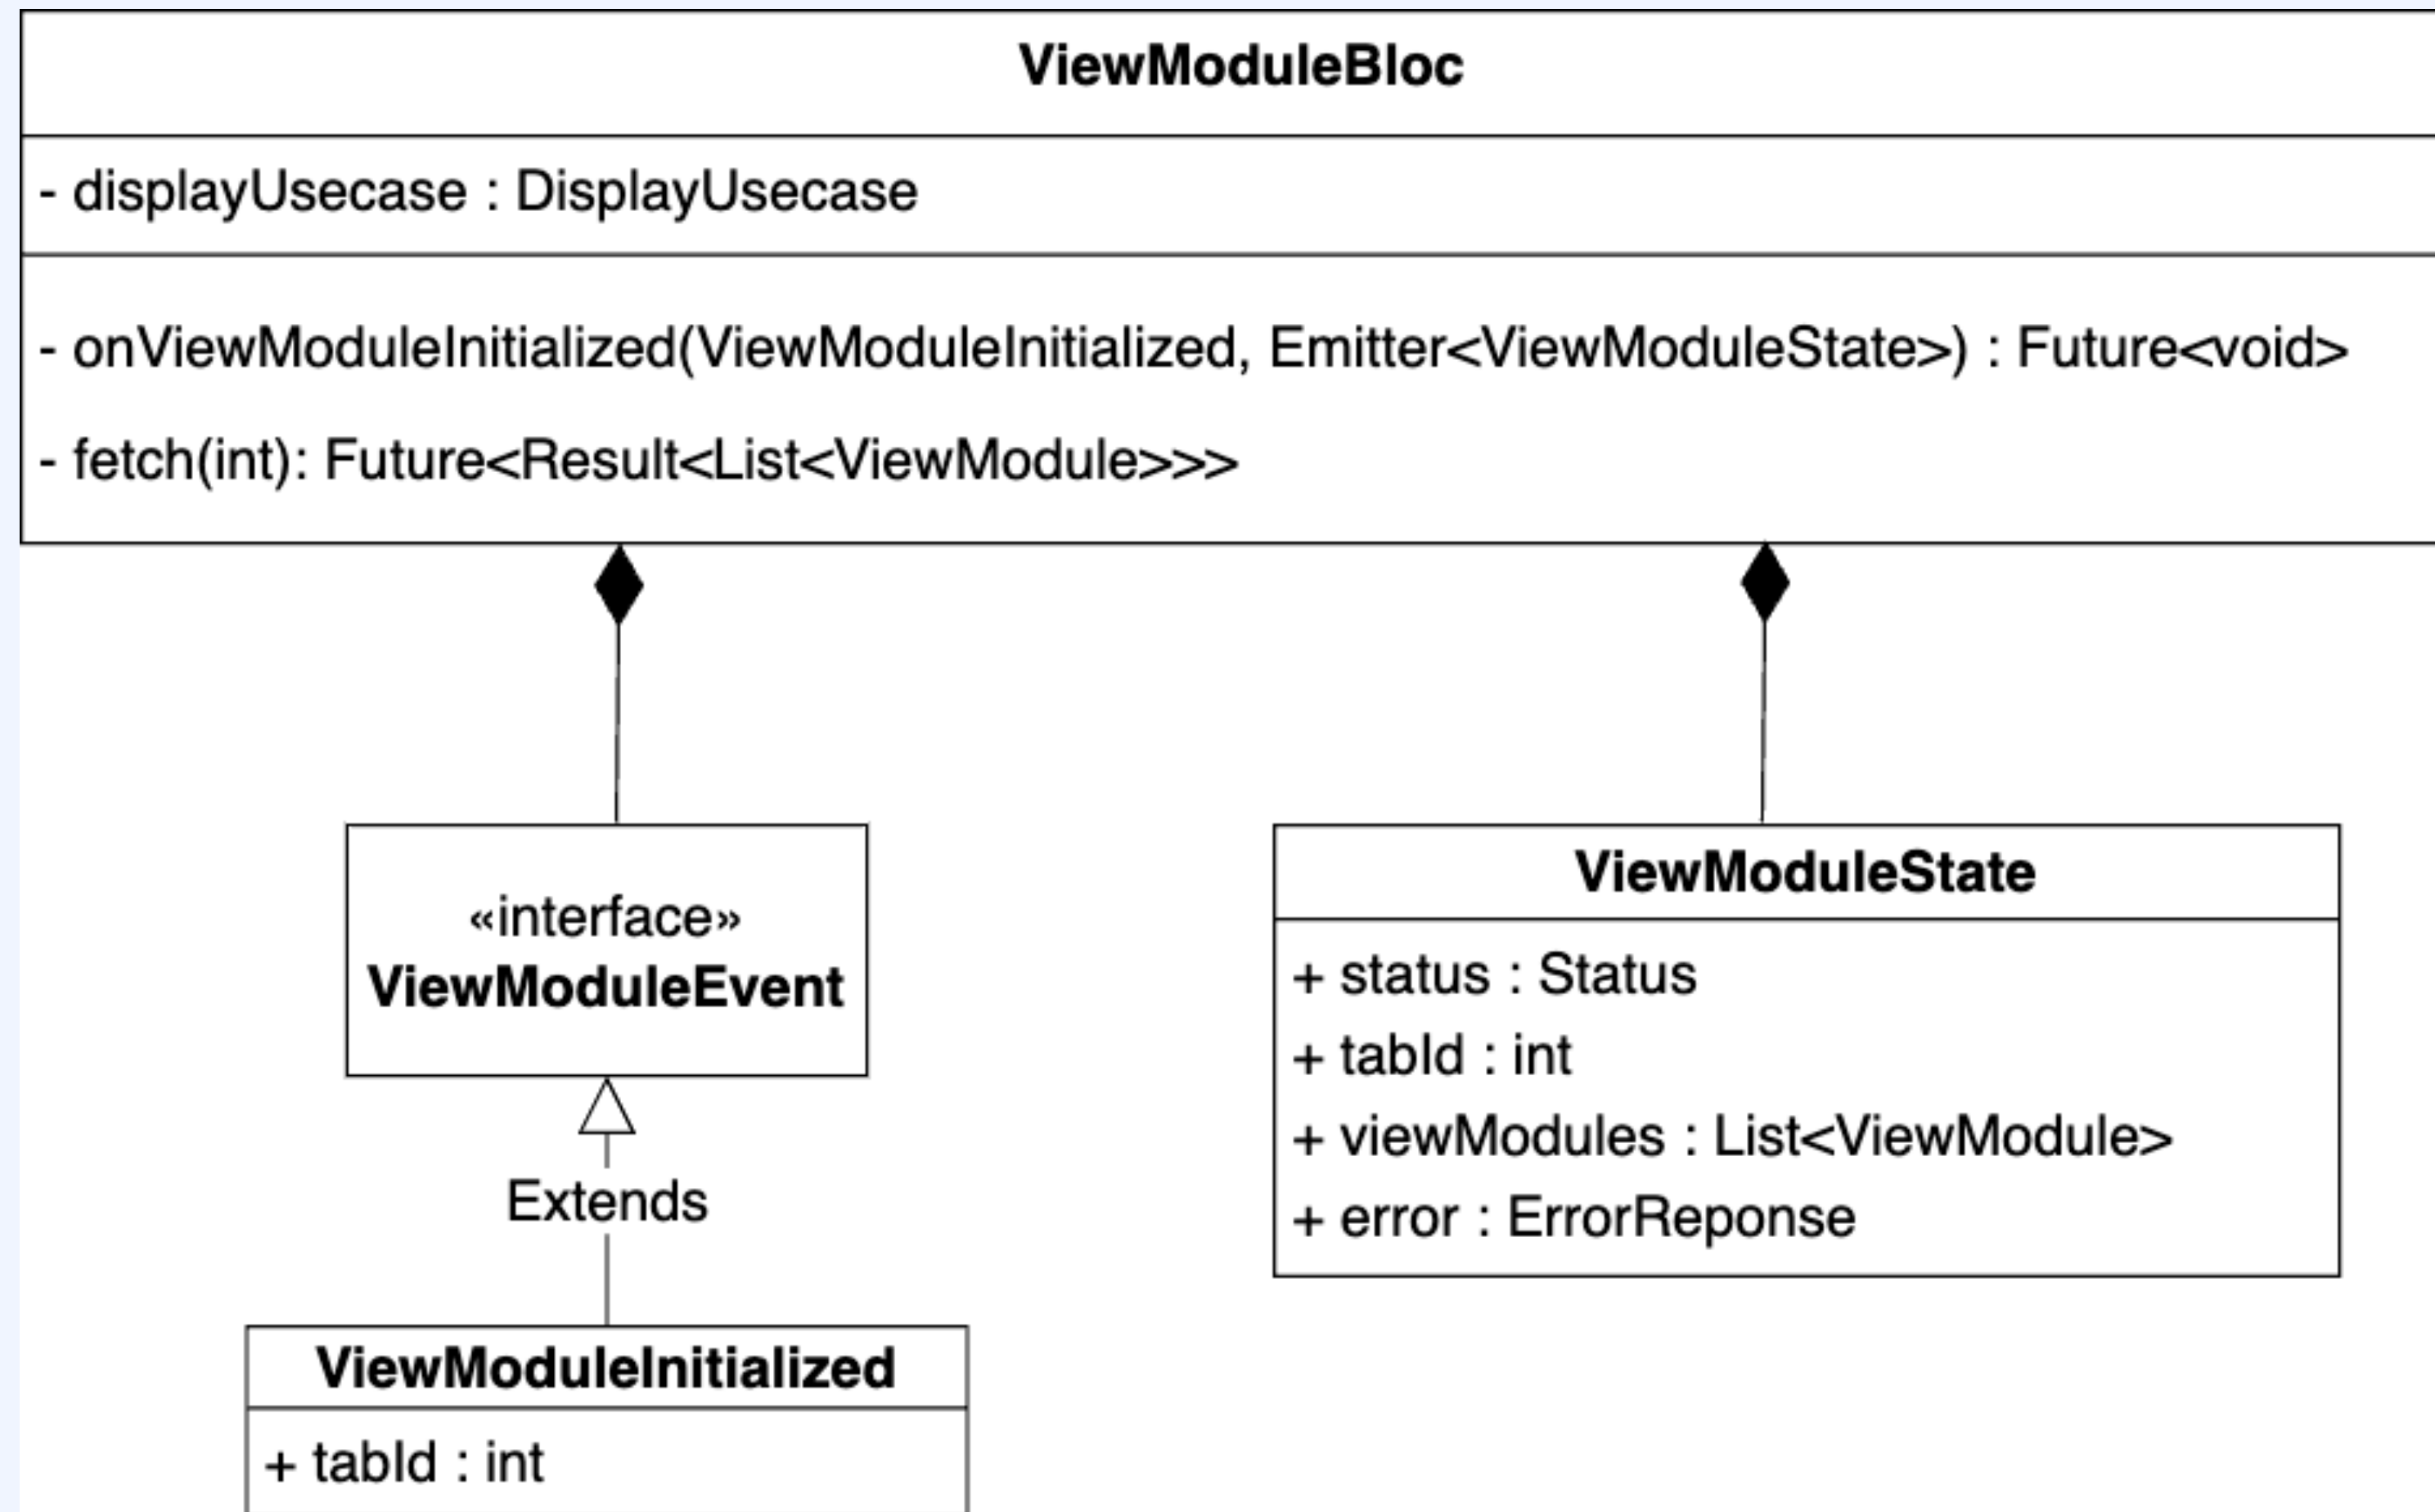 ViewModuleBloc
- displayUsecase : DisplayUsecase
- onViewModuleInitialized(ViewModuleInitialized, Emitter<ViewModuleState>) : Future<void>
- fetch(int): Future<Result<List<ViewModule>>>
«interface»
ViewModuleEvent
Extends
ViewModuleInitialized
+ tabId : int
ViewModuleState
+ status : Status
+ tabId : int
+ viewModules : List<ViewModule>
+ error : ErrorReponse